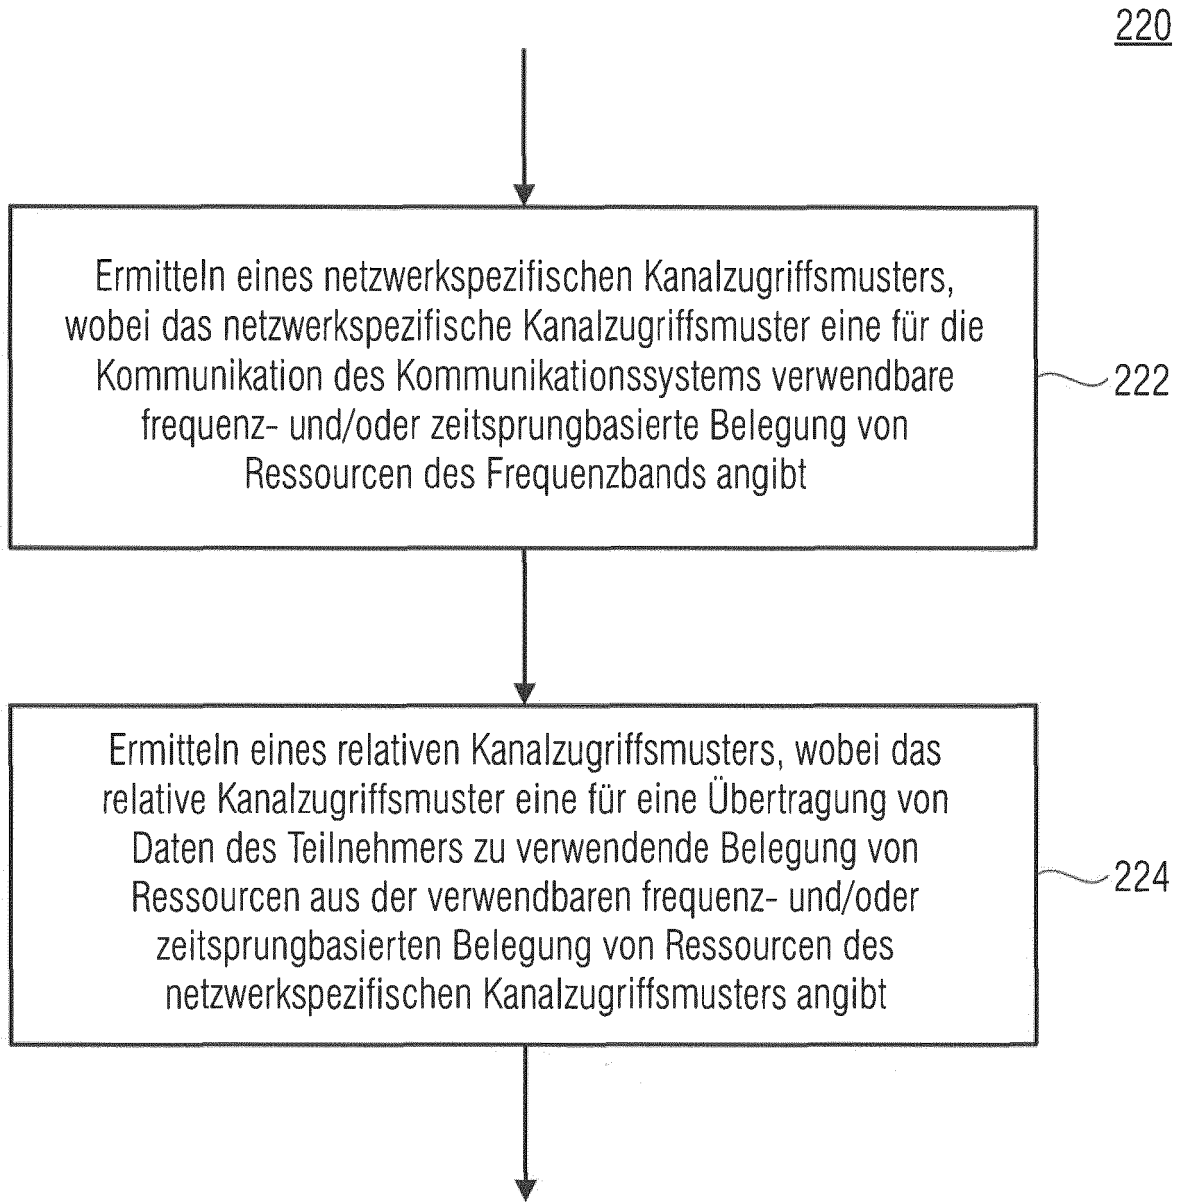 220
Ermitteln eines netzwerkspezifischen Kanalzugriffsmusters,
wobei das netzwerkspezifische Kanalzugriffsmuster eine für die
Kommunikation des Kommunikationssystems verwendbare
frequenz- und/oder zeitsprungbasierte Belegung von
Ressourcen des Frequenzbands angibt
222
Ermitteln eines relativen Kanalzugriffsmusters, wobei das
relative Kanalzugriffsmuster eine für eine Übertragung von
Daten des Teilnehmers zu verwendende Belegung von
Ressourcen aus der verwendbaren frequenz- und/oder
zeitsprungbasierten Belegung von Ressourcen des
netzwerkspezifischen Kanalzugriffsmusters angibt
224